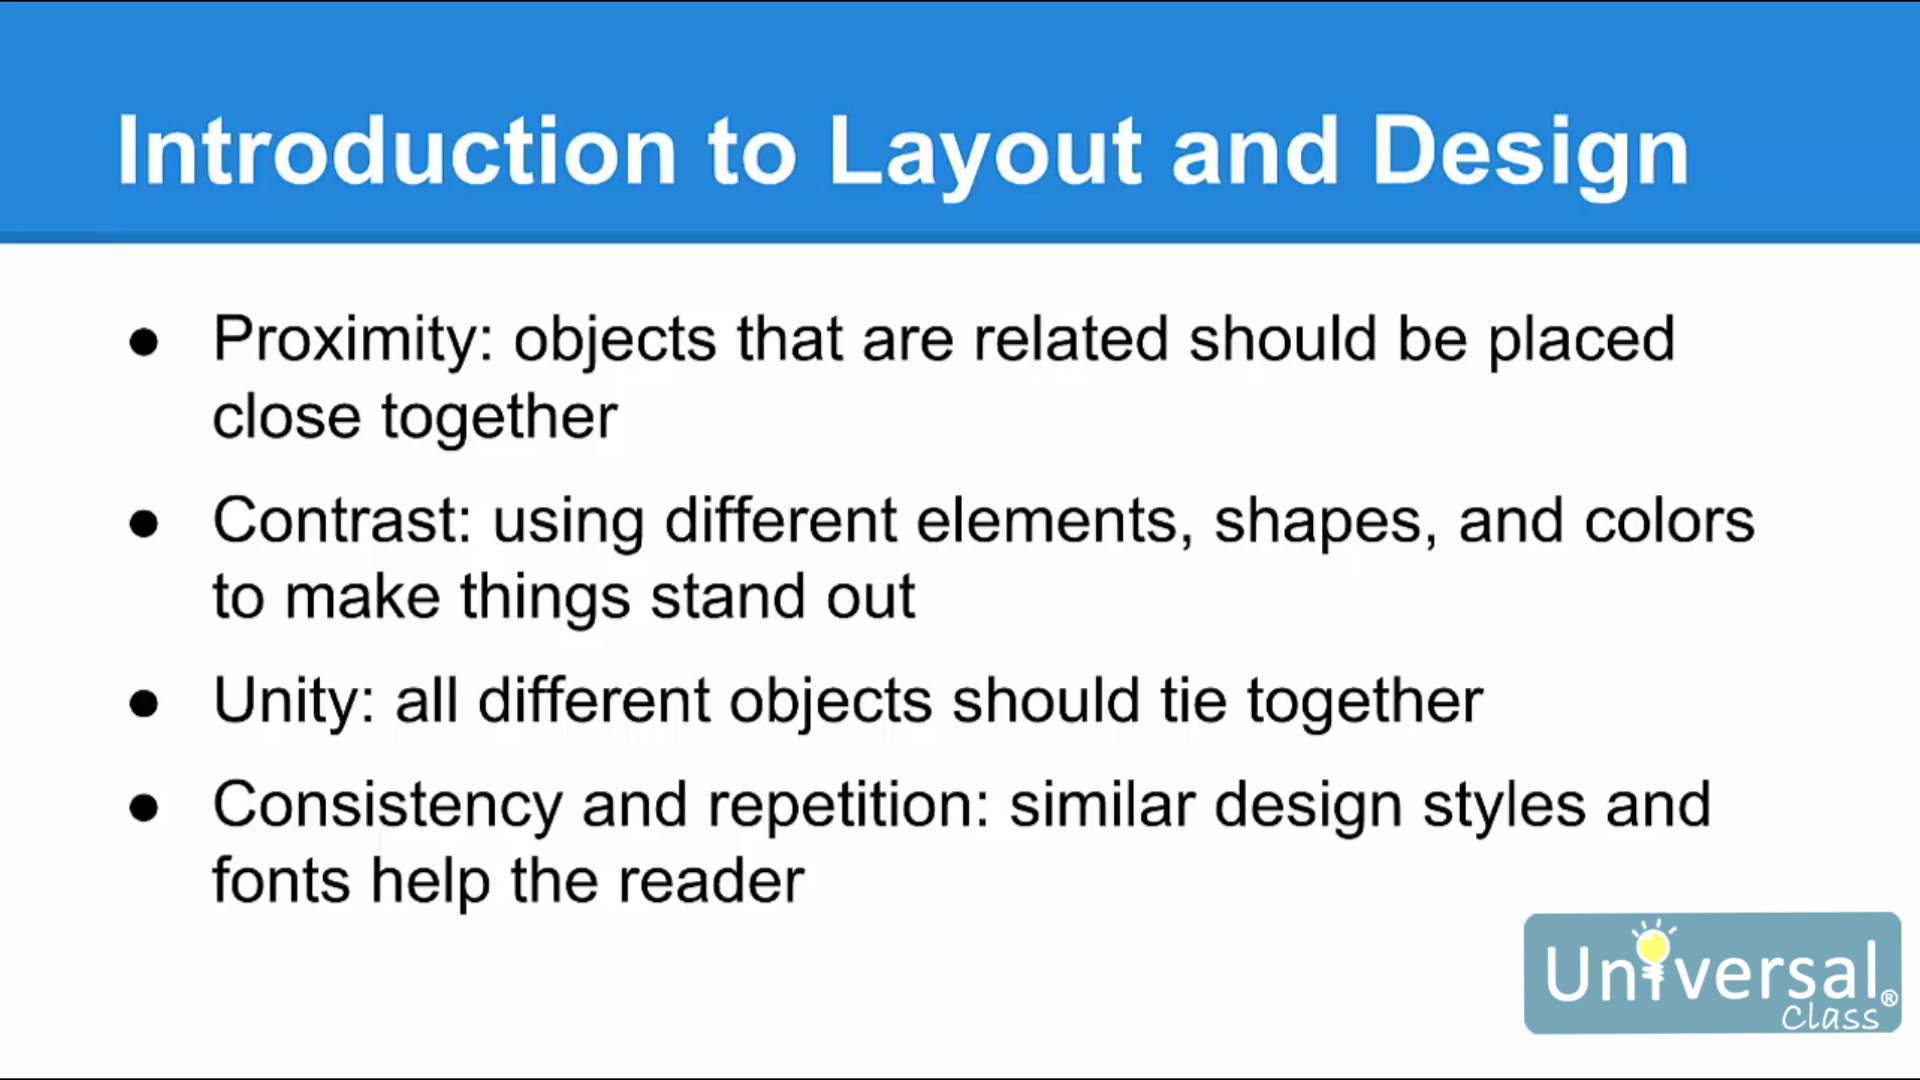 Introduction to Layout and Design
● Proximity: objects that are related should be placed
close together
● Contrast: using different elements, shapes, and colors
to make things stand out
● Unity: all different objects should tie together
● Consistency and repetition: similar design styles and
fonts help the reader
Universal®
Class